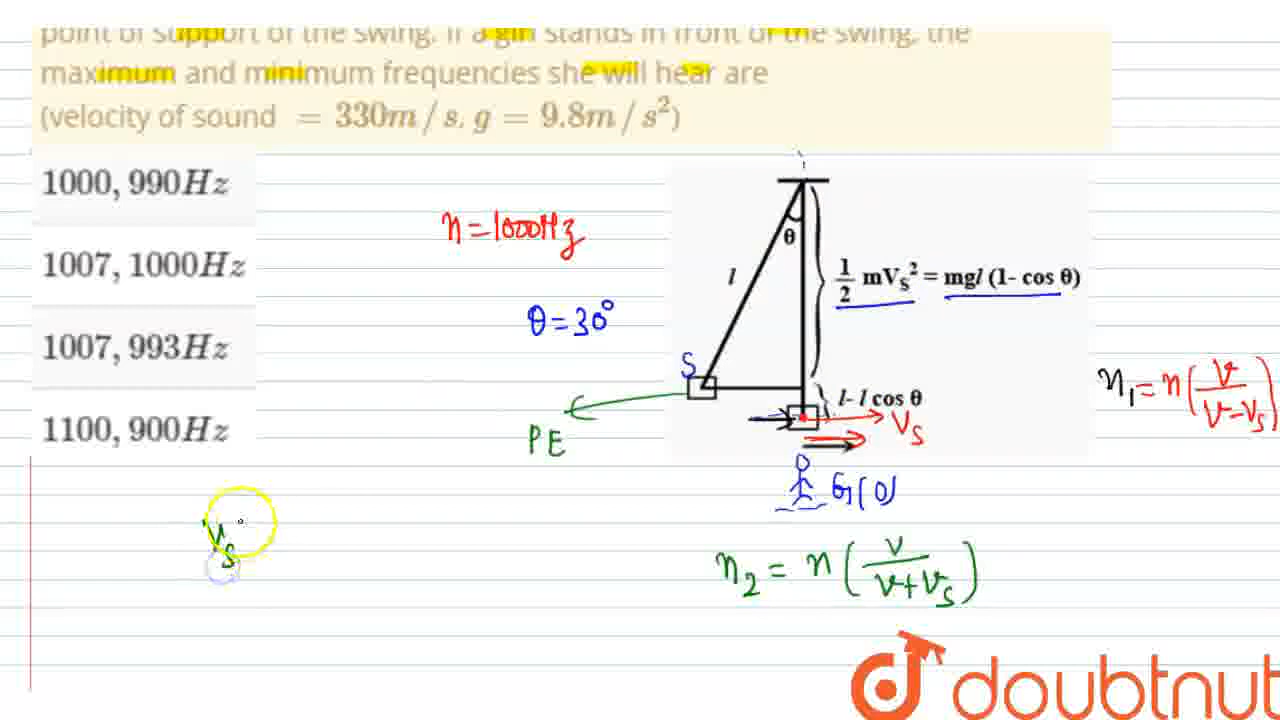 point of support of the swing. If a girl stands in front of the swing, the
maximum and minimum frequencies she will hear are
(velocity of sound = 330m/s, g = 9.8m/s²)
1000, 990Hz
1007, 1000Hz
1007, 993Hz
1100, 900Hz
n = 1000Hz
θ = 30°
θ
l
1/2 mVs² = mgl (1- cos θ)
S
l- l cos θ
Vs
PE
G(O)
n₁ = n(v/(v-vs))
n₂ = n(v/(v+vs))
Vs
doubtnut